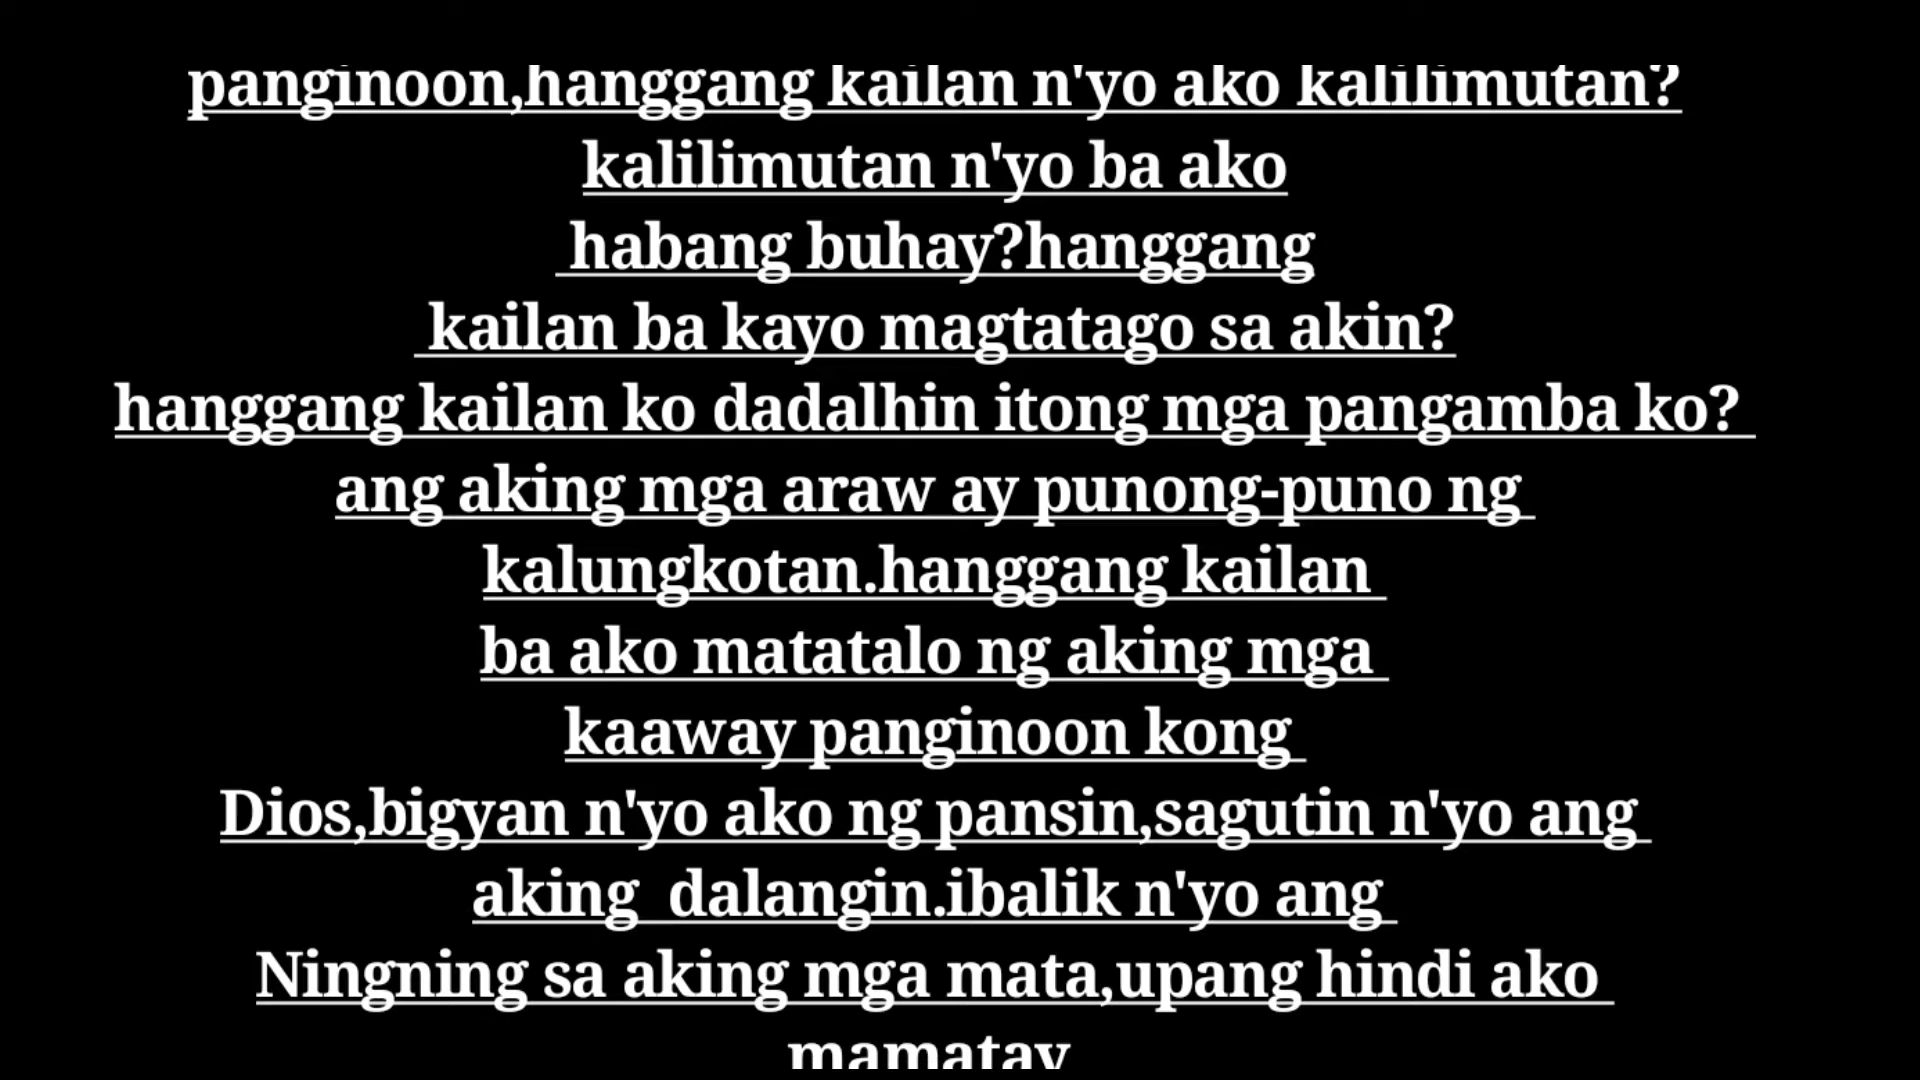 panginoon,hanggang kailan n'yo ako kalilimutan?
kalilimutan n'yo ba ako
habang buhay?hanggang
kailan ba kayo magtatago sa akin?
hanggang kailan ko dadalhin itong mga pangamba ko?
ang aking mga araw ay punong-puno ng
kalungkotan.hanggang kailan
ba ako matatalo ng aking mga
kaaway panginoon kong
Dios,bigyan n'yo ako ng pansin,sagutin n'yo ang
aking  dalangin.ibalik n'yo ang
Ningning sa aking mga mata,upang hindi ako
mamatay